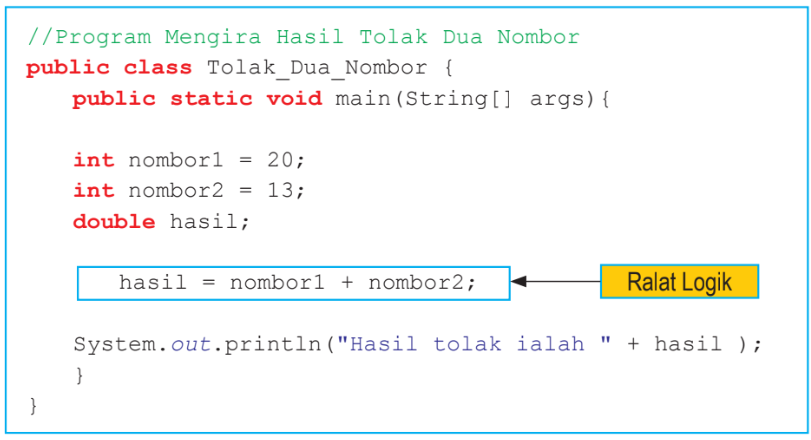 //Program Mengira Hasil Tolak Dua Nombor
public class Tolak_Dua_Nombor {
public static void main(String[] args){
int nombor1 = 20;
int nombor2 = 13;
double hasil;
hasil = nombor1 + nombor2;
Ralat Logik
System.out.println("Hasil tolak ialah " + hasil );
}
}